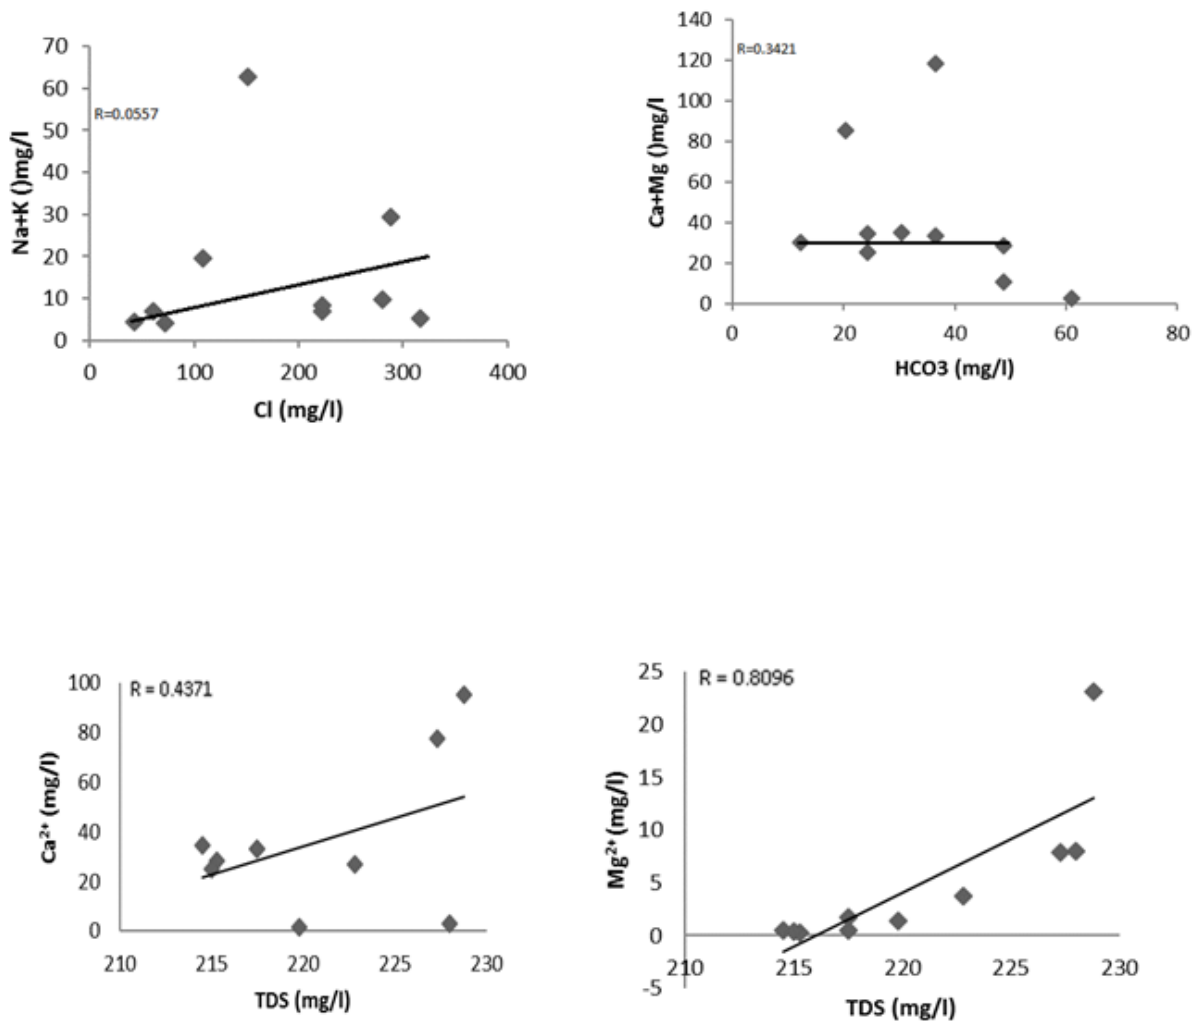 70
60
50
40
30
20
10
0
R=0.0557
Na+K ()mg/l
0 100 200 300 400
Cl (mg/l)
140
120
100
80
60
40
20
0
R=0.3421
Ca+Mg ()mg/l
0 20 40 60 80
HCO3 (mg/l)
100
80
60
40
20
0
R = 0.4371
Ca²⁺ (mg/l)
210 215 220 225 230
TDS (mg/l)
25
20
15
10
5
0
-5
R = 0.8096
Mg²⁺ (mg/l)
210 215 220 225 230
TDS (mg/l)